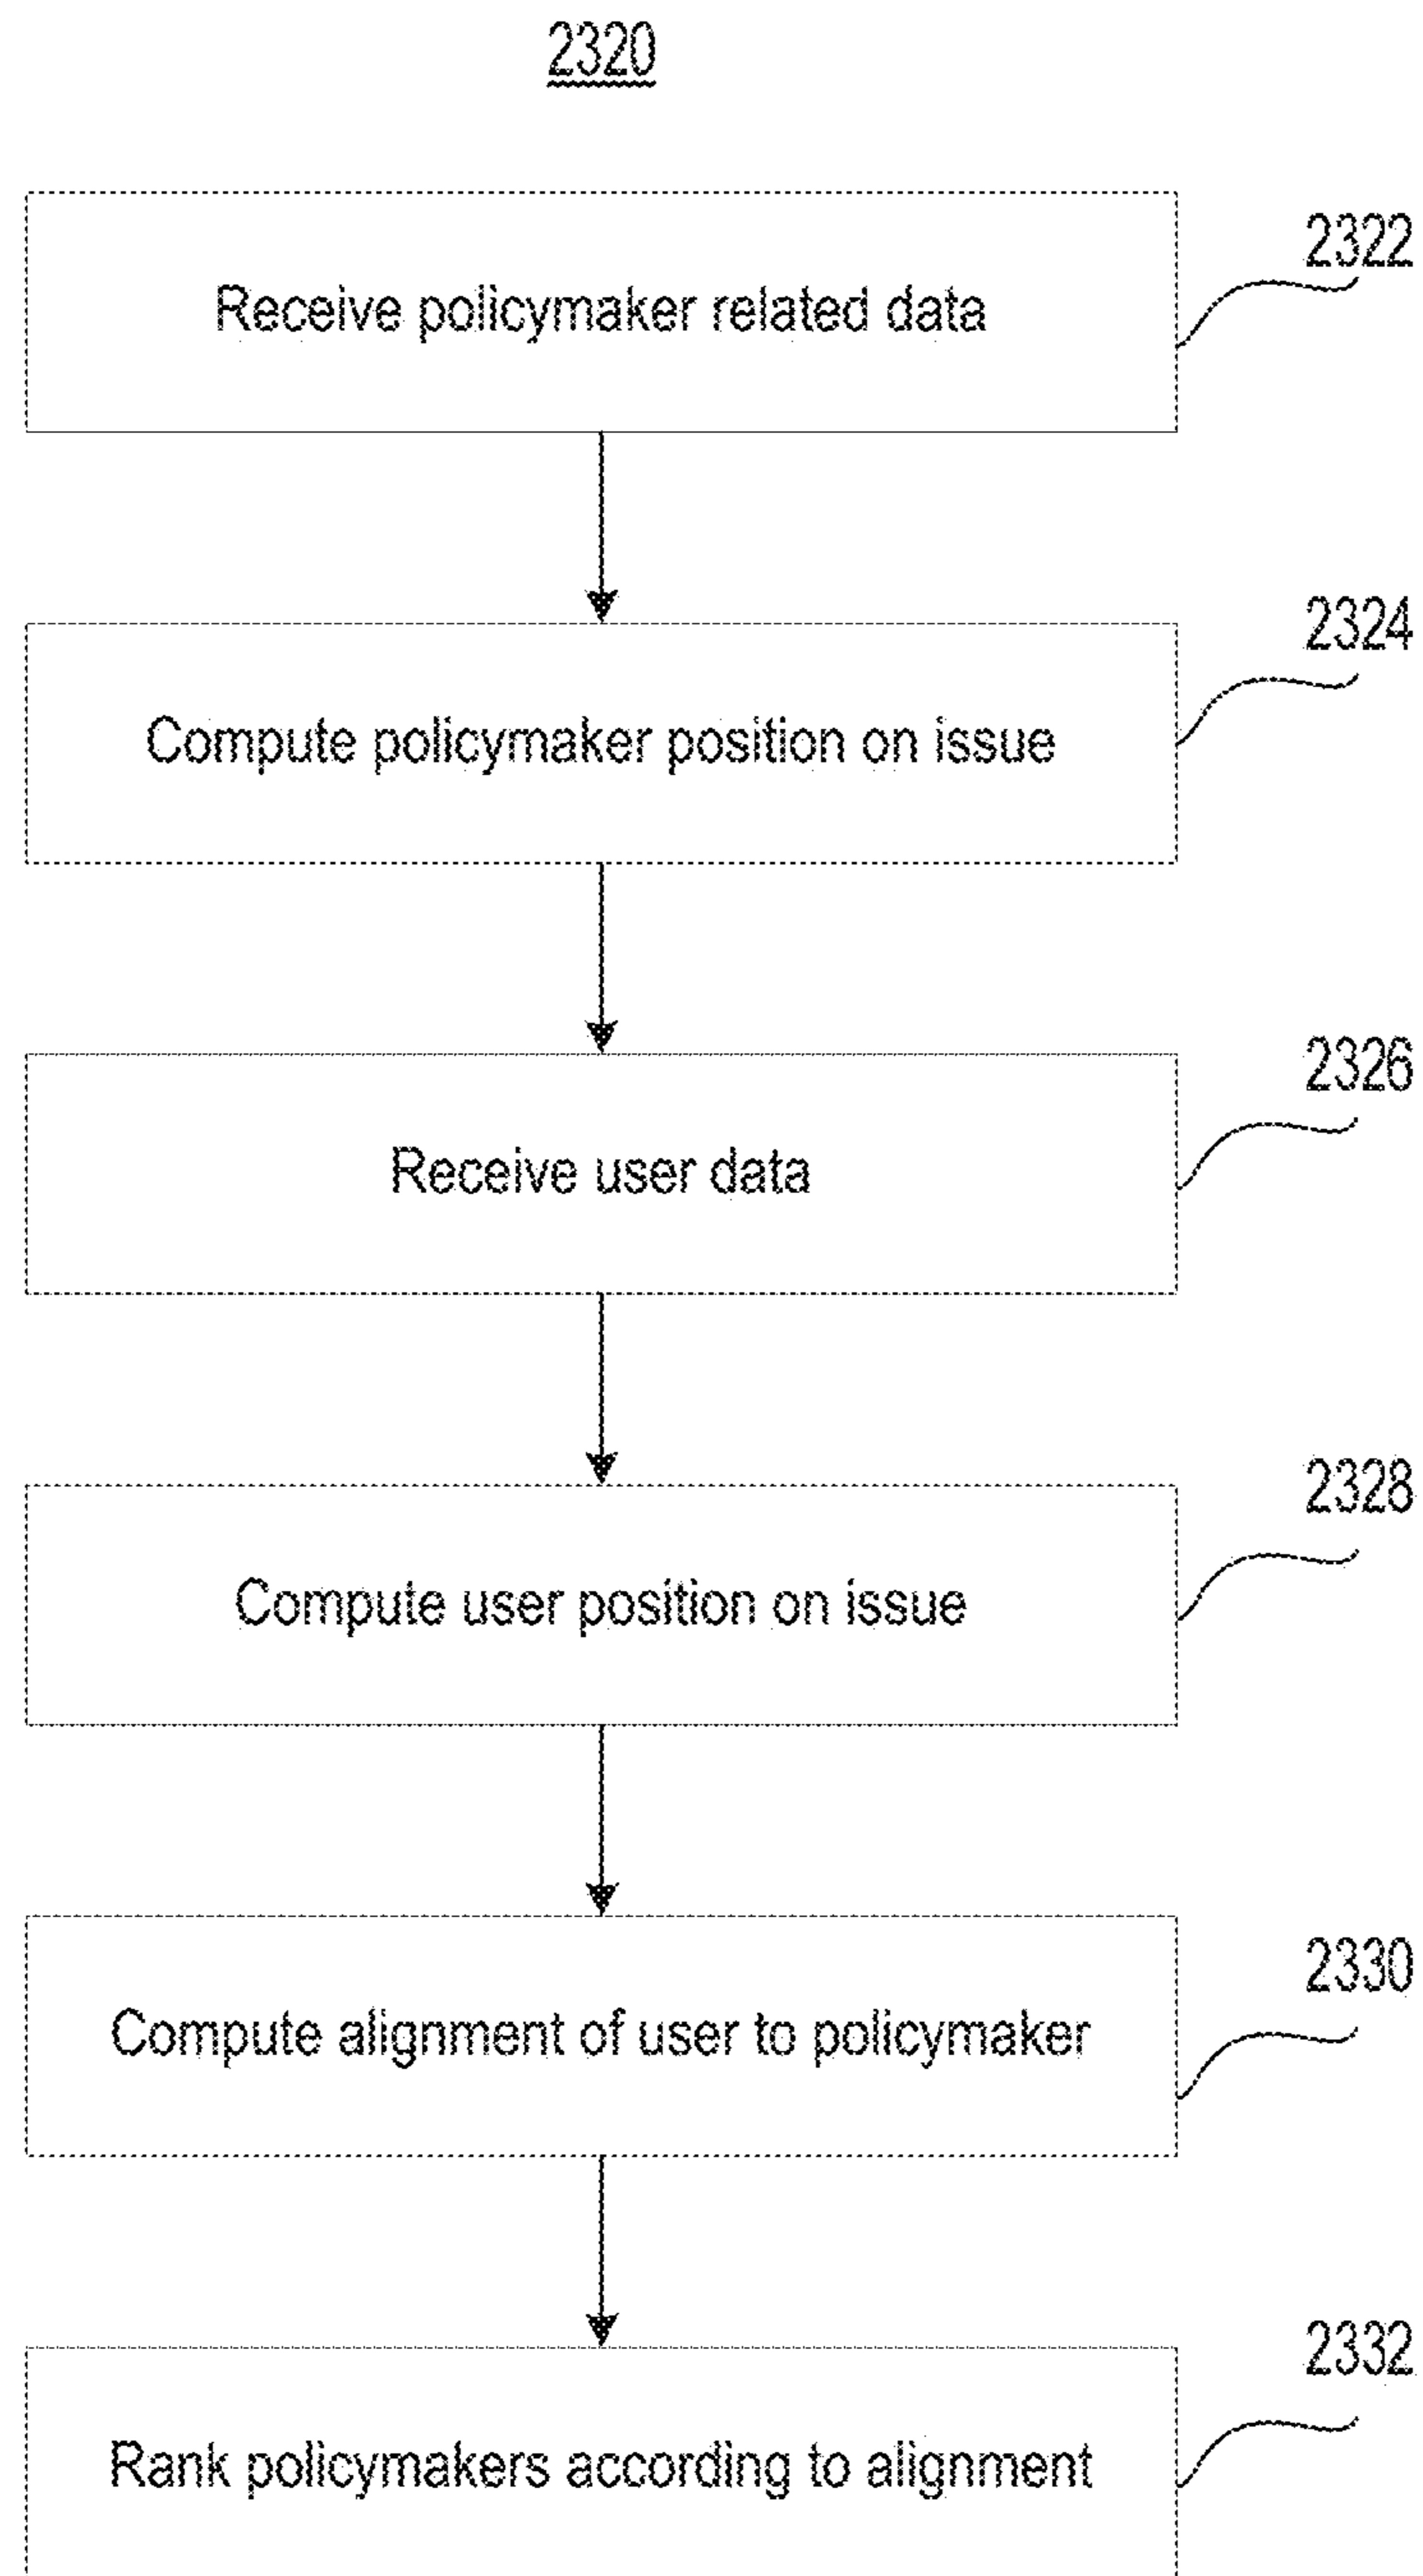 2320
2322
Receive policymaker related data
2324
Compute policymaker position on issue
2326
Receive user data
2328
Compute user position on issue
2330
Compute alignment of user to policymaker
2332
Rank policymakers according to alignment